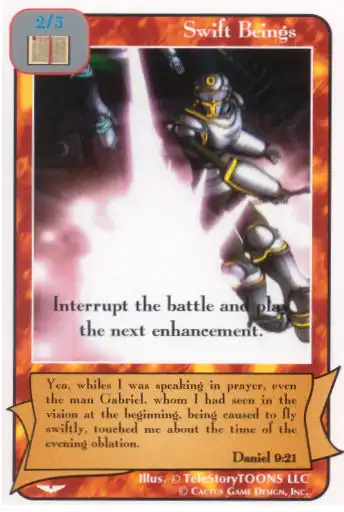 2/5
Swift Beings
Interrupt the battle and play
the next enhancement.
Yea, whiles I was speaking in prayer, even
the man Gabriel, whom I had seen in the
vision at the beginning, being caused to fly
swiftly, touched me about the time of the
evening oblation.
Daniel 9:21
Illus. © TeleStoryTOONS LLC
© Cactus Game Design, Inc.